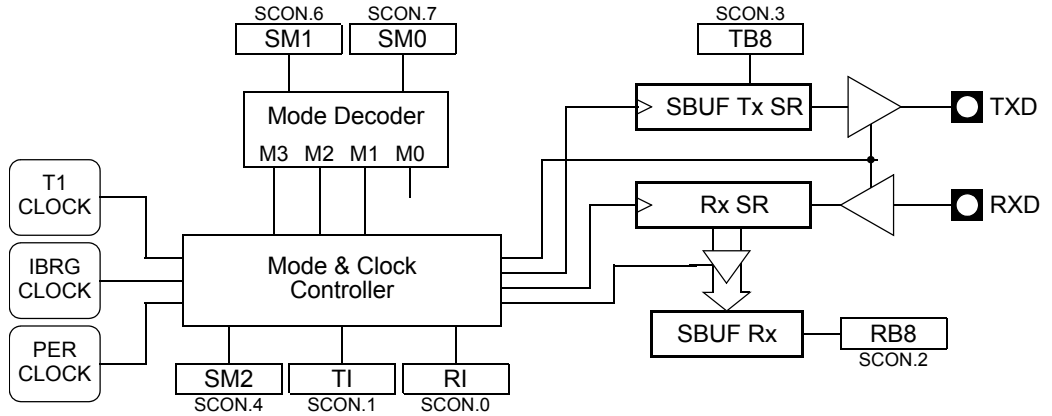 SCON.6 SCON.7 SCON.3
SM1 SM0 TB8
Mode Decoder
M3 M2 M1 M0
SBUF Tx SR
TXD
T1
CLOCK
Rx SR
RXD
IBRG
CLOCK
Mode & Clock
Controller
PER
CLOCK
SBUF Rx
RB8
SCON.2
SM2 TI RI
SCON.4 SCON.1 SCON.0